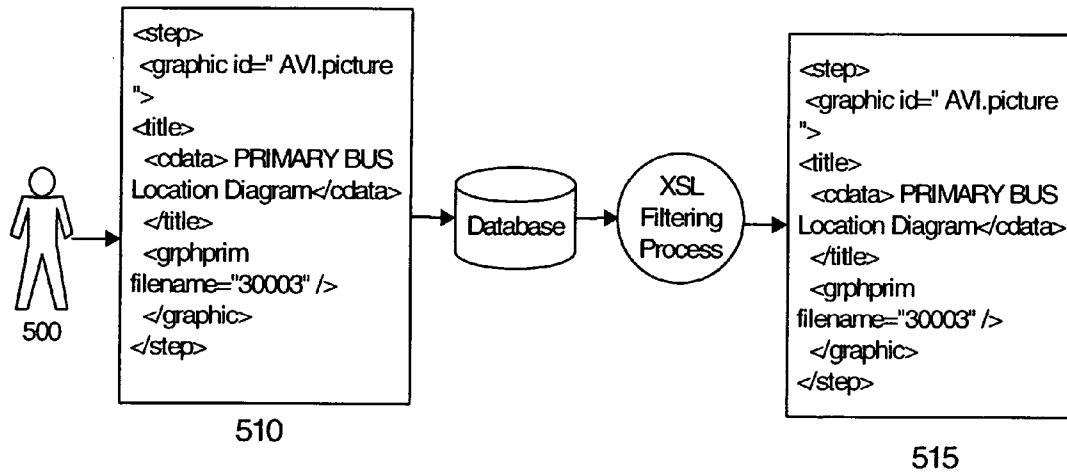 500
<step>
<graphic id=" AVI.picture
">
<title>
<cdata> PRIMARY BUS
Location Diagram</cdata>
</title>
<grphprim
filename="30003" />
</graphic>
</step>
510
Database
XSL
Filtering
Process
<step>
<graphic id=" AVI.picture
">
<title>
<cdata> PRIMARY BUS
Location Diagram</cdata>
</title>
<grphprim
filename="30003" />
</graphic>
</step>
515